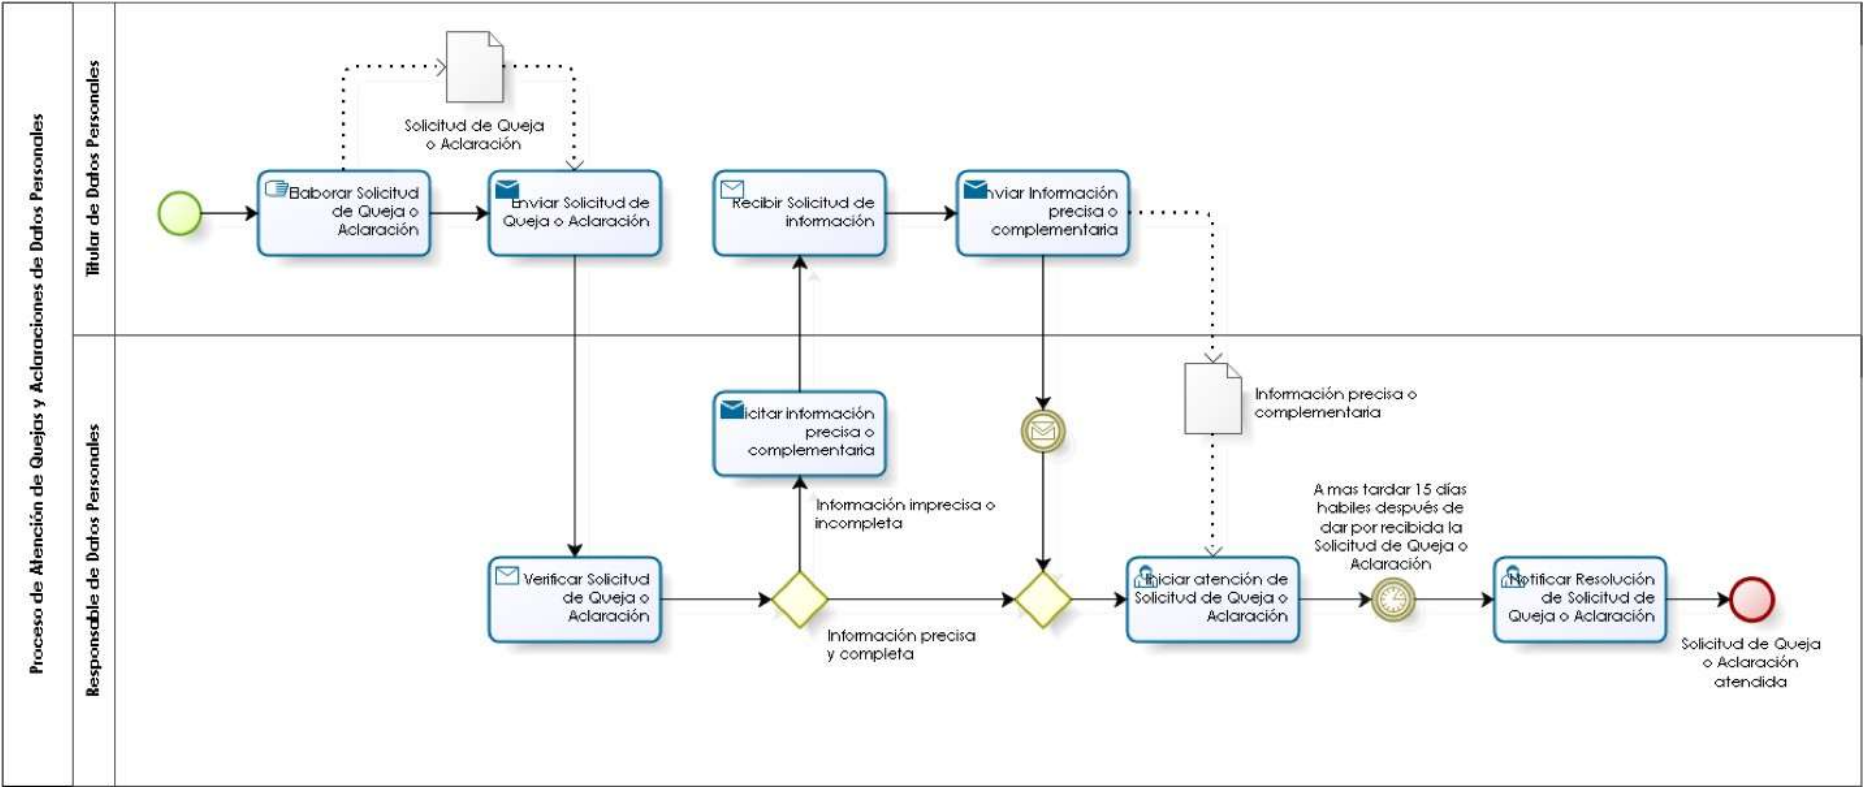 Proceso de Atención de Quejas y Aclaraciones de Datos Personales
Titular de Datos Personales
Solicitud de Queja
o Aclaración
Elaborar Solicitud
de Queja o
Aclaración
Enviar Solicitud de
Queja o Aclaración
Recibir Solicitud de
información
nviar Información
precisa o
complementaria
Responsable de Datos Personales
icitar información
precisa o
complementaria
Información imprecisa o
incompleta
Información precisa o
complementaria
A mas tardar 15 días
habiles después de
dar por recibida la
Solicitud de Queja o
Aclaración
Verificar Solicitud
de Queja o
Aclaración
Información precisa
y completa
Iniciar atención de
Solicitud de Queja o
Aclaración
Notificar Resolución
de Solicitud de
Queja o Aclaración
Solicitud de Queja
o Aclaración
atendida